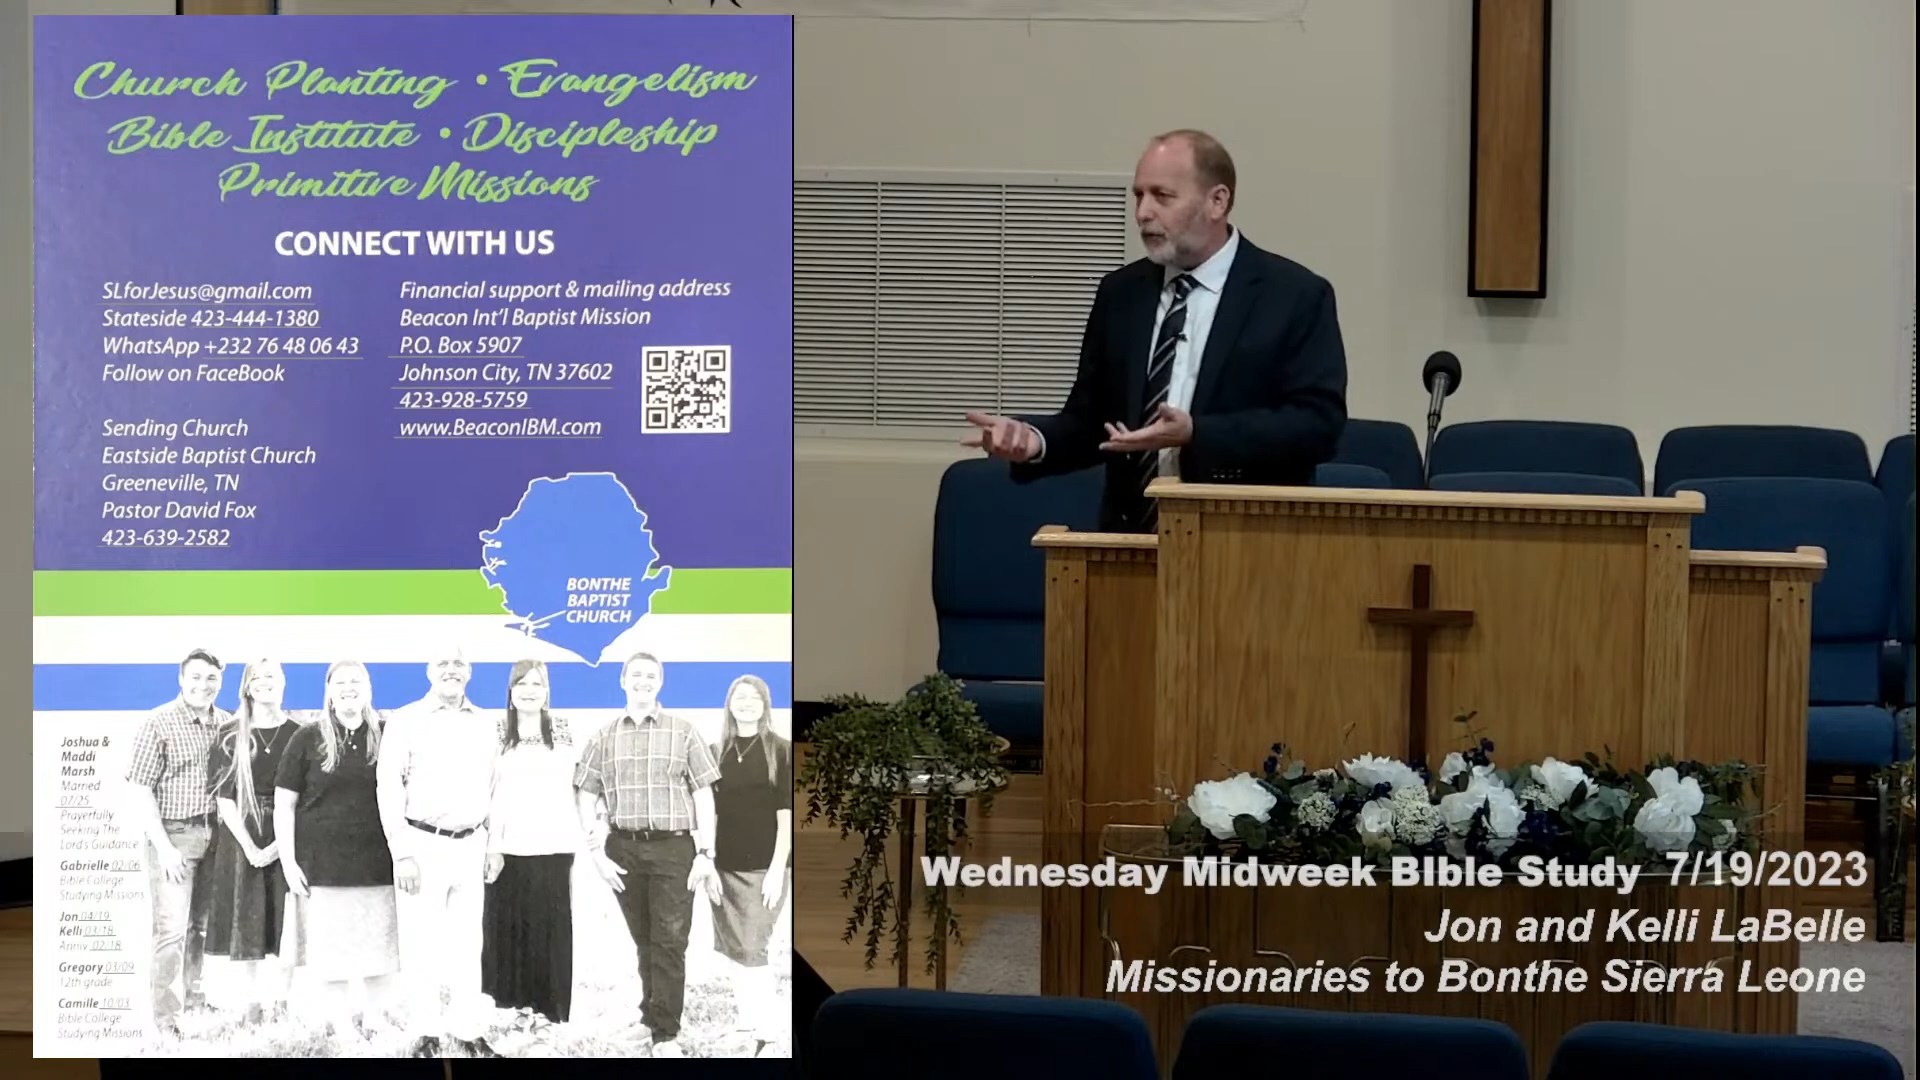 Church Planting • Evangelism
Bible Institute • Discipleship
Primitive Missions
CONNECT WITH US
SLforJesus@gmail.com
Stateside 423-444-1380
WhatsApp +232 76 48 06 43
Follow on FaceBook
Sending Church
Eastside Baptist Church
Greeneville, TN
Pastor David Fox
423-639-2582
Financial support & mailing address
Beacon Int'l Baptist Mission
P.O. Box 5907
Johnson City, TN 37602
423-928-5759
www.BeaconIBM.com
BONTHE
BAPTIST
CHURCH
Joshua &
Maddi
Marsh
Married
07/25
Prayerfully
Seeking The
Lord's Guidance
Gabrielle 02/06
Bible College
Studying Missions
Jon 04/19
Kelli 03/18
Anniv. 02/18
Gregory 03/09
12th grade
Camille 10/03
Bible College
Studying Missions
Wednesday Midweek BIble Study 7/19/2023
Jon and Kelli LaBelle
Missionaries to Bonthe Sierra Leone